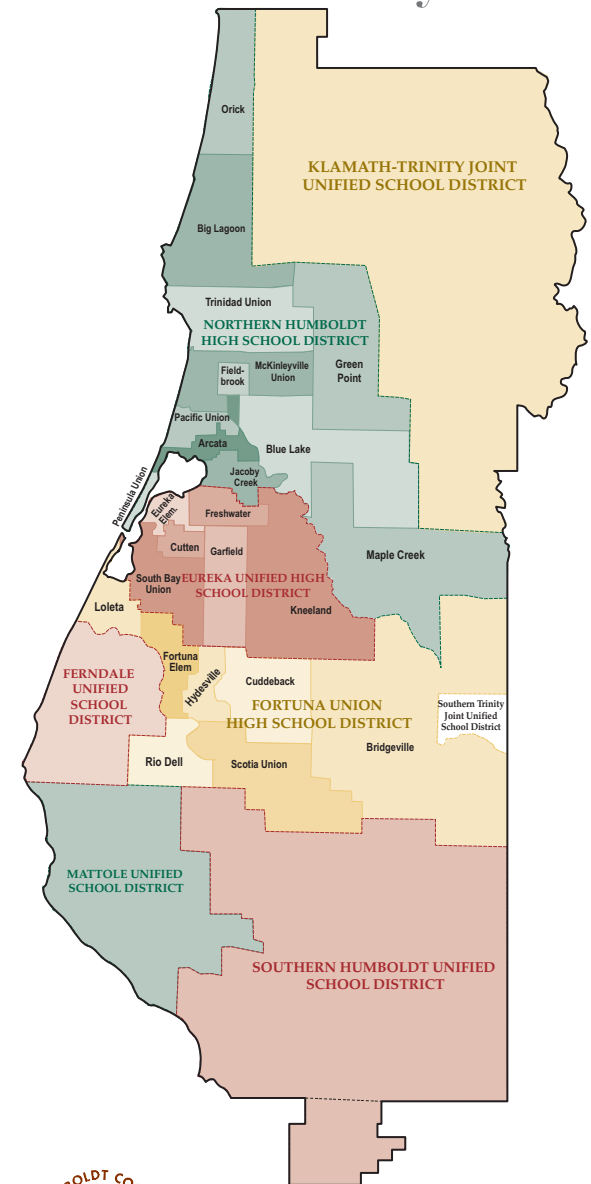 Orick
KLAMATH-TRINITY JOINT
UNIFIED SCHOOL DISTRICT
Big Lagoon
Trinidad Union
NORTHERN HUMBOLDT
HIGH SCHOOL DISTRICT
Field-
brook
McKinleyville
Union
Green
Point
Pacific Union
Arcata
Blue Lake
Jacoby
Creek
Peninsula Union
Eureka
Elem.
Freshwater
Cutten
Garfield
Maple Creek
South Bay
Union
EUREKA UNIFIED HIGH
SCHOOL DISTRICT
Kneeland
Loleta
Fortuna
Elem
FERNDALE
UNIFIED
SCHOOL
DISTRICT
Hydesville
Cuddeback
FORTUNA UNION
HIGH SCHOOL DISTRICT
Southern Trinity
Joint Unified
School District
Bridgeville
Rio Dell
Scotia Union
MATTOLE UNIFIED
SCHOOL DISTRICT
SOUTHERN HUMBOLDT UNIFIED
SCHOOL DISTRICT